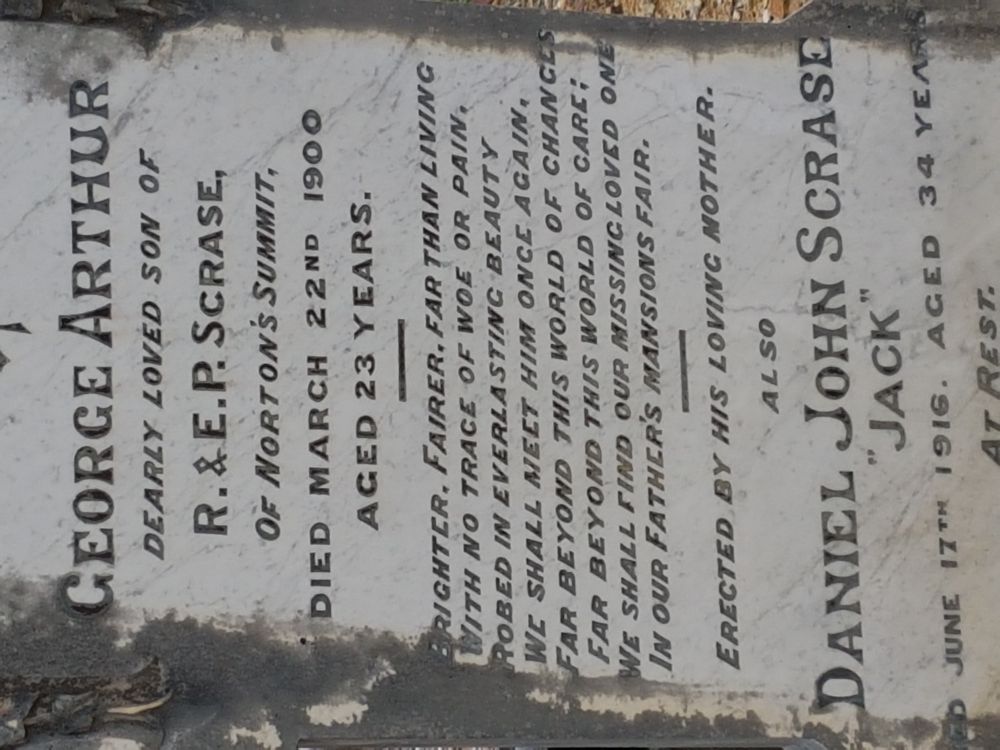 GEORGE ARTHUR
DEARLY LOVED SON OF
R. & E.P. SCRASE,
OF NORTON'S SUMMIT,
DIED MARCH 22ND 1900
AGED 23 YEARS.
BRIGHTER. FAIRER. FAR THAN LIVING
WITH NO TRACE OF WOE OR PAIN.
ROBED IN EVERLASTING BEAUTY
WE SHALL MEET HIM ONCE AGAIN.
FAR BEYOND THIS WORLD OF CHANGES
FAR BEYOND THIS WORLD OF CARE;
WE SHALL FIND OUR MISSING LOVED ONE
IN OUR FATHER'S MANSIONS FAIR.
ERECTED BY HIS LOVING MOTHER.
ALSO
DANIEL JOHN SCRASE
"JACK"
JUNE 17TH 1916. AGED 34 YEARS
AT REST.